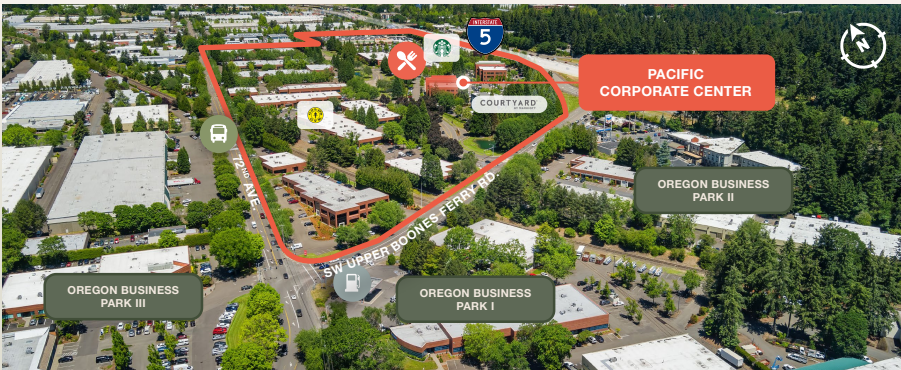 INTERSTATE
5
N
PACIFIC
CORPORATE CENTER
COURTYARD
72ND AVE
SW UPPER BOONES FERRY RD.
OREGON BUSINESS
PARK II
OREGON BUSINESS
PARK III
OREGON BUSINESS
PARK I